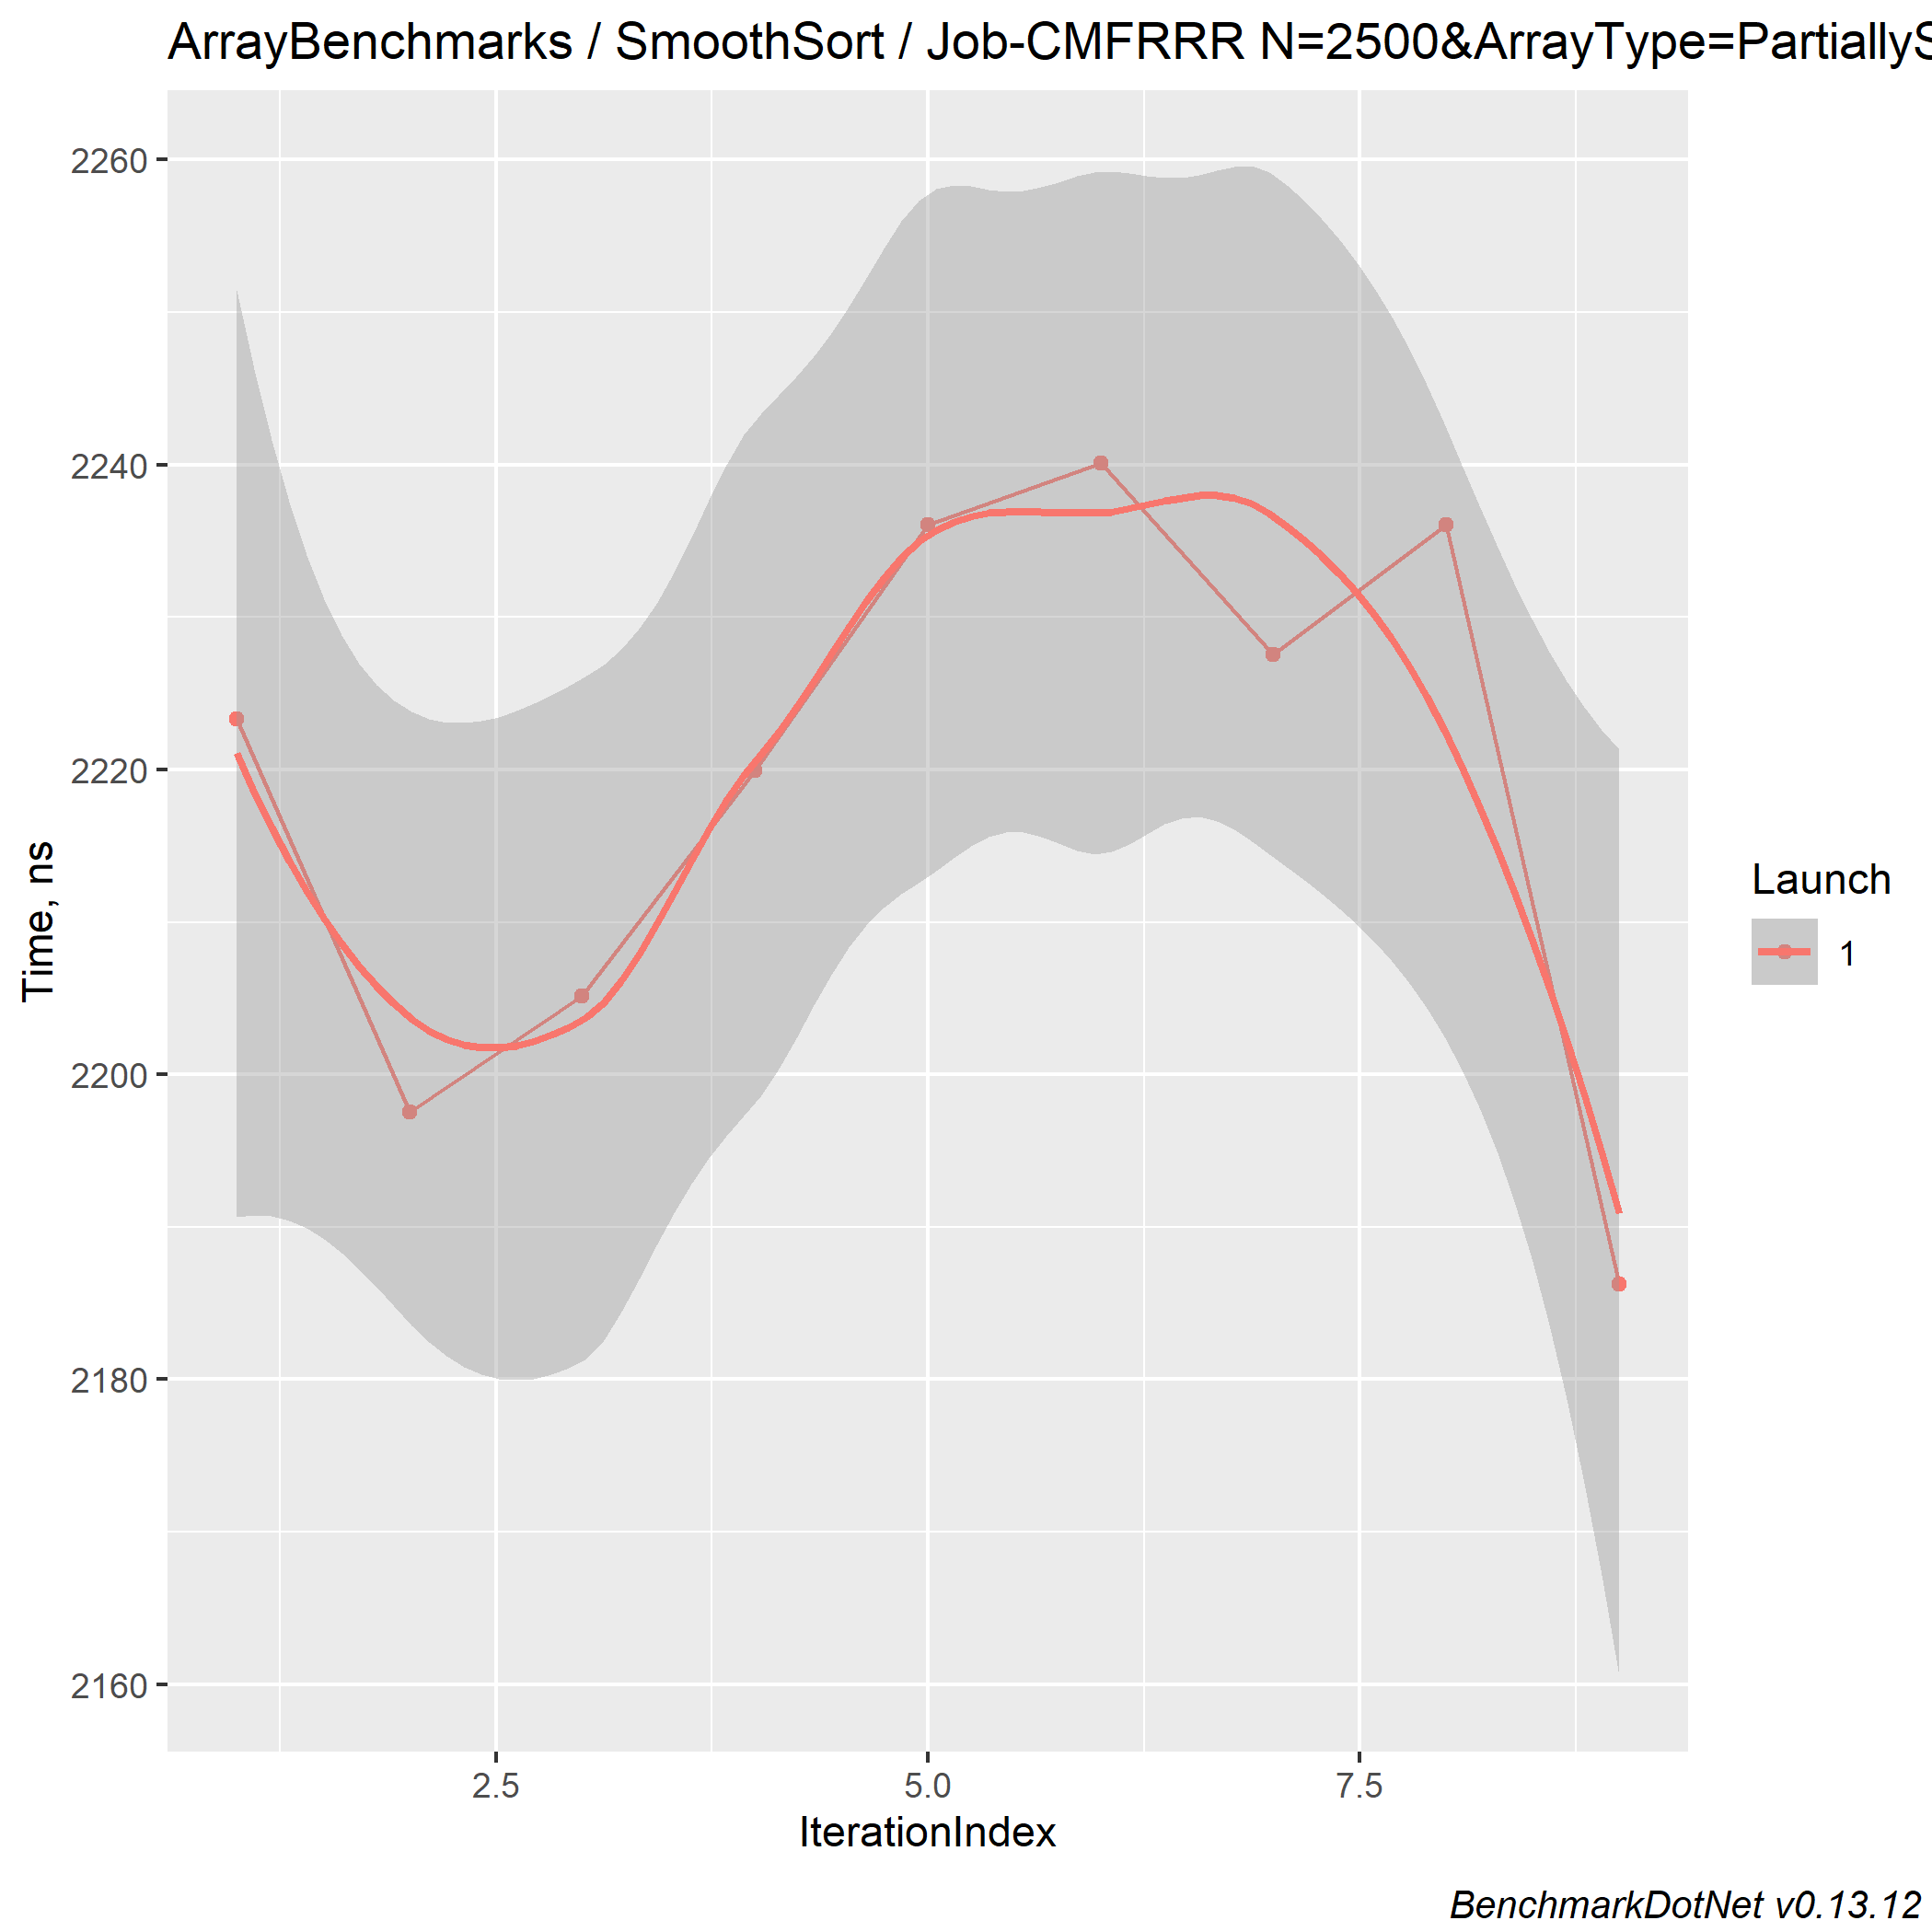 ArrayBenchmarks / SmoothSort / Job-CMFRRR N=2500&ArrayType=PartiallyS
2260
2240
2220
2200
2180
2160
Time, ns
2.5 5.0 7.5
IterationIndex
Launch
1
BenchmarkDotNet v0.13.12